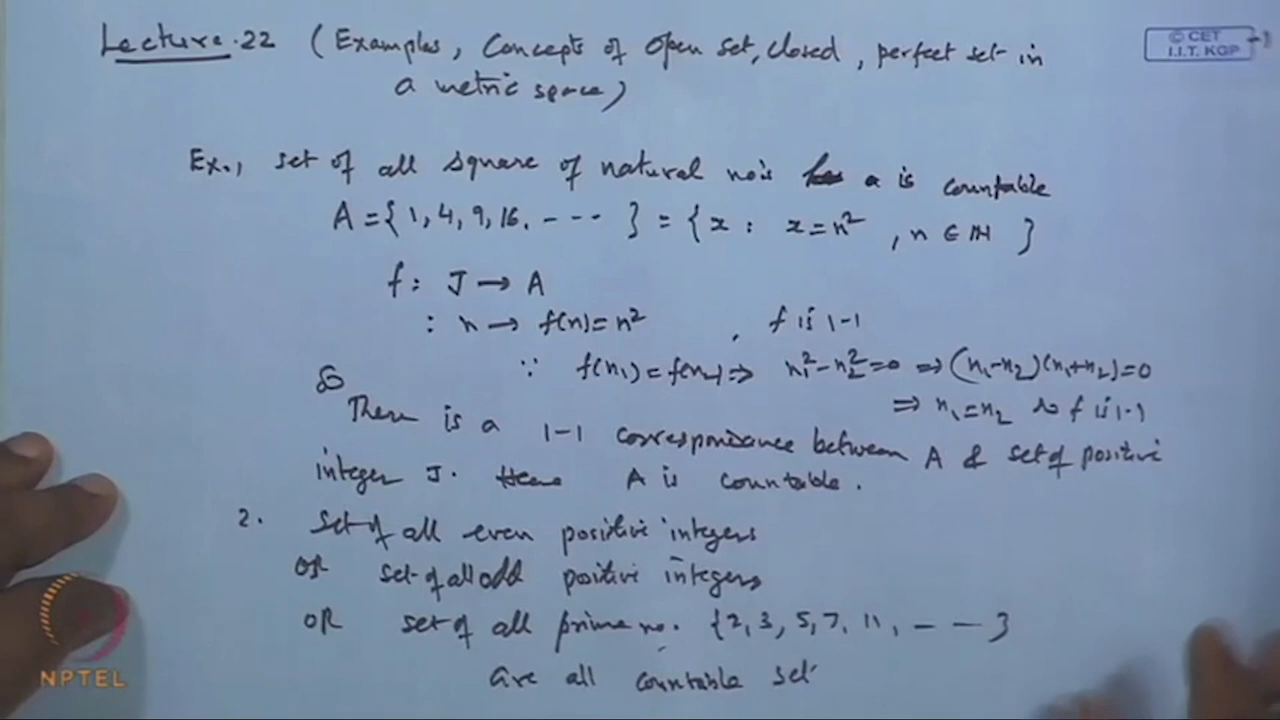 Lecture.22 (Examples, Concepts of Open set, closed, perfect set in
a metric space)
© CET
I.I.T. KGP
Ex., set of all square of natural no's a is countable
A = {1, 4, 9, 16, ---- } = {x : x = n², n ∈ ℕ }
f : J → A
: n → f(n) = n² , f is 1-1
∵ f(n₁) = f(n₂) ⇒ n₁² - n₂² = 0 ⇒ (n₁-n₂)(n₁+n₂) = 0
⇒ n₁ = n₂ so f is 1-1
So There is a 1-1 correspondance between A & set of positive
integer J. Hence A is countable.
2. Set of all even positive integers
OR set of all odd positive integers
OR set of all prime no. {2, 3, 5, 7, 11, - - }
are all countable set
NPTEL